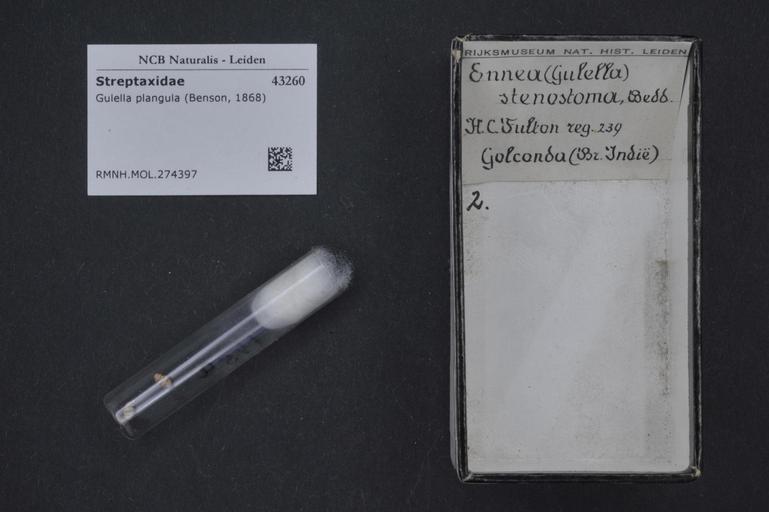 NCB Naturalis - Leiden
Streptaxidae 43260
Gulella plangula (Benson, 1868)
RMNH.MOL.274397
RIJKSMUSEUM NAT. HIST. LEIDEN
Ennea (Gulella)
stenostoma, Bedd.
H.C. Fulton reg. 239
Golconda (Br. Indië)
2.